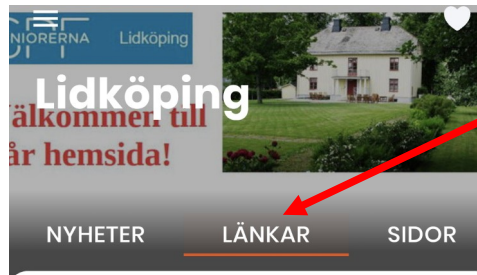 NIORERNA Lidköping
Lidköping
älkommen till
år hemsida!
NYHETER LÄNKAR SIDOR